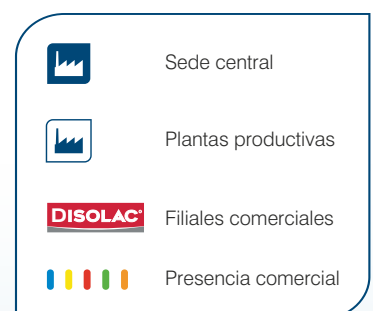 Sede central
Plantas productivas
DISOLAC® Filiales comerciales
Presencia comercial